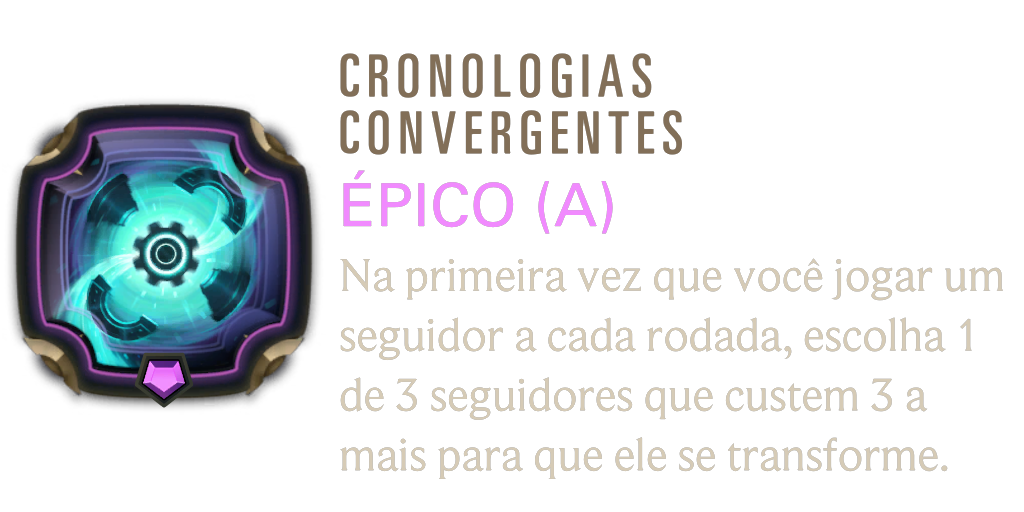 CRONOLOGIAS
CONVERGENTES
ÉPICO (A)
Na primeira vez que você jogar um
seguidor a cada rodada, escolha 1
de 3 seguidores que custem 3 a
mais para que ele se transforme.